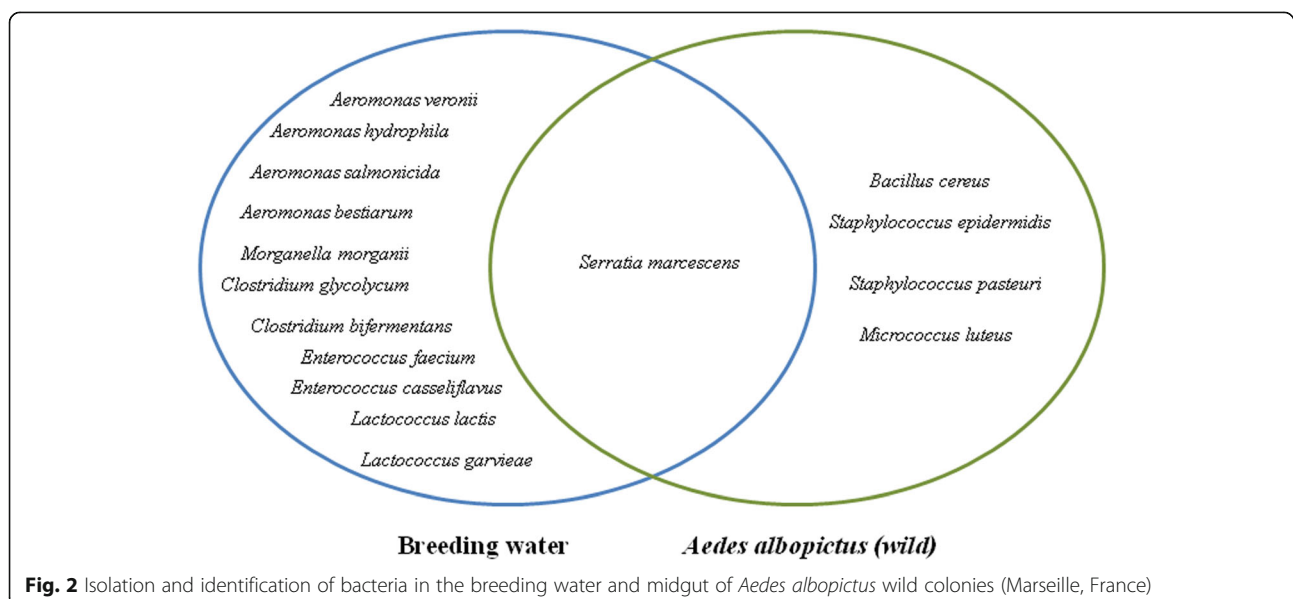 Aeromonas veronii
Aeromonas hydrophila
Aeromonas salmonicida
Aeromonas bestiarum
Morganella morganii
Clostridium glycolycum
Clostridium bifermentans
Enterococcus faecium
Enterococcus casseliflavus
Lactococcus lactis
Lactococcus garvieae
Serratia marcescens
Bacillus cereus
Staphylococcus epidermidis
Staphylococcus pasteuri
Micrococcus luteus
Breeding water
Aedes albopictus (wild)
Fig. 2 Isolation and identification of bacteria in the breeding water and midgut of Aedes albopictus wild colonies (Marseille, France)